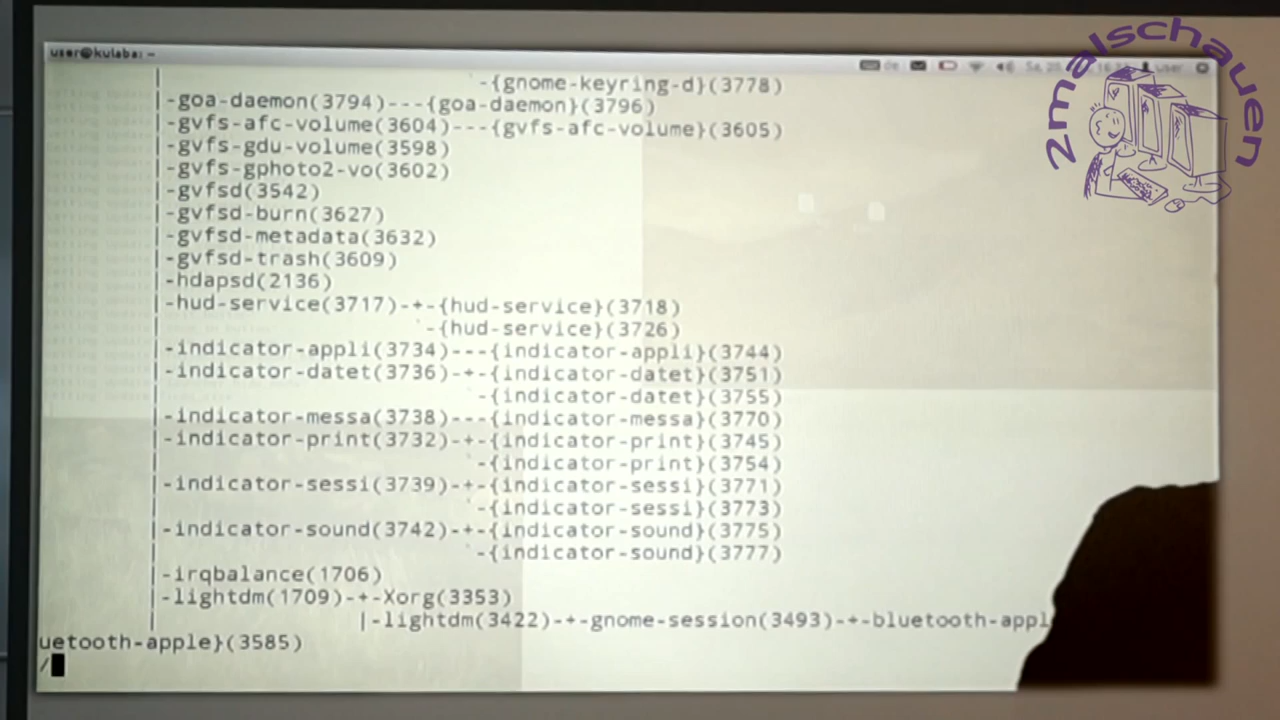 user@kulaba: ~
2malschauen
`-{gnome-keyring-d}(3778)
|-goa-daemon(3794)---{goa-daemon}(3796)
|-gvfs-afc-volume(3604)---{gvfs-afc-volume}(3605)
|-gvfs-gdu-volume(3598)
|-gvfs-gphoto2-vo(3602)
|-gvfsd(3542)
|-gvfsd-burn(3627)
|-gvfsd-metadata(3632)
|-gvfsd-trash(3609)
|-hdapsd(2136)
|-hud-service(3717)-+-{hud-service}(3718)
| `-{hud-service}(3726)
|-indicator-appli(3734)---{indicator-appli}(3744)
|-indicator-datet(3736)-+-{indicator-datet}(3751)
| `-{indicator-datet}(3755)
|-indicator-messa(3738)---{indicator-messa}(3770)
|-indicator-print(3732)-+-{indicator-print}(3745)
| `-{indicator-print}(3754)
|-indicator-sessi(3739)-+-{indicator-sessi}(3771)
| `-{indicator-sessi}(3773)
|-indicator-sound(3742)-+-{indicator-sound}(3775)
| `-{indicator-sound}(3777)
|-irqbalance(1706)
|-lightdm(1709)-+-Xorg(3353)
| |-lightdm(3422)-+-gnome-session(3493)-+-bluetooth-appl
uetooth-apple}(3585)
/